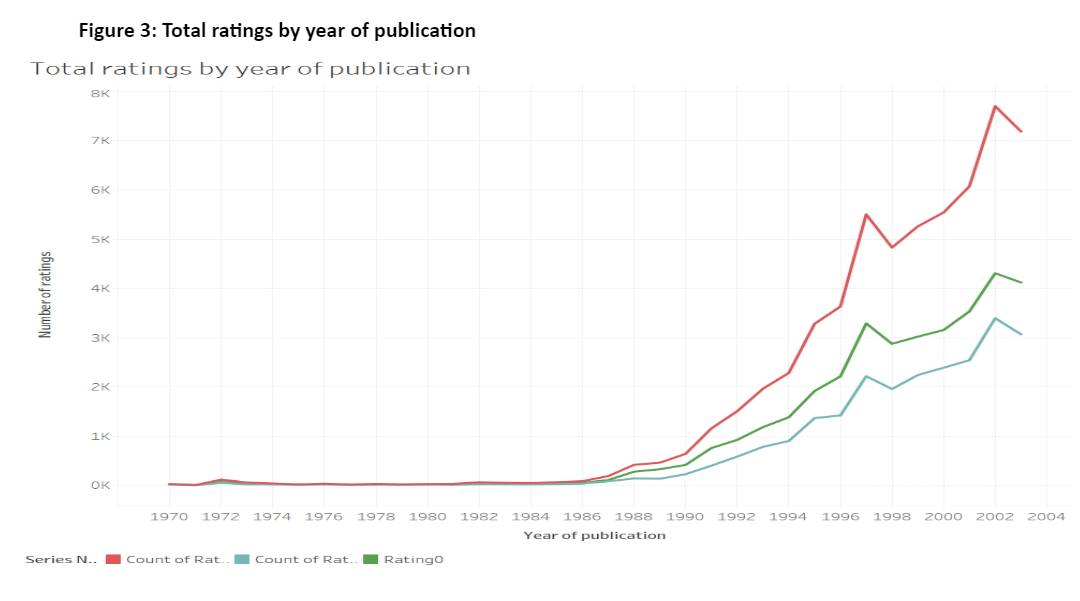 Figure 3: Total ratings by year of publication
Total ratings by year of publication
8K
7K
6K
5K
4K
3K
2K
1K
0K
Number of ratings
1970 1972 1974 1976 1978 1980 1982 1984 1986 1988 1990 1992 1994 1996 1998 2000 2002 2004
Year of publication
Series N.. Count of Rat.. Count of Rat.. Rating0